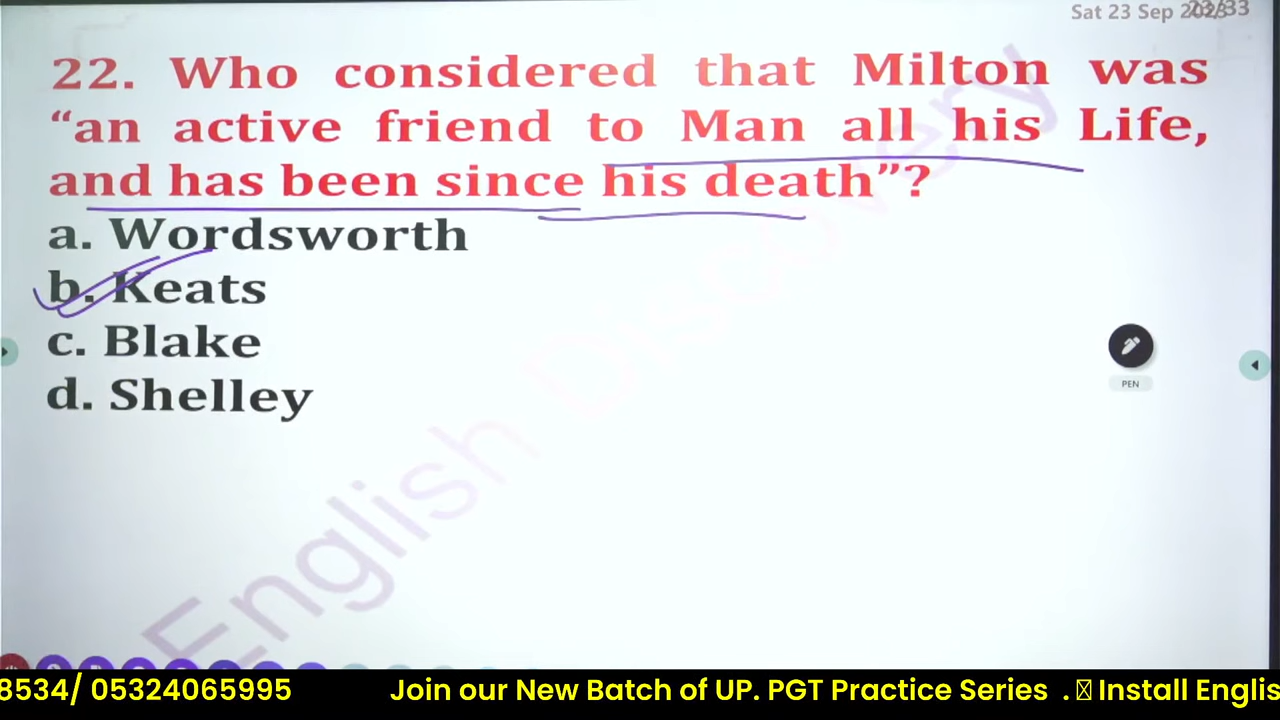 Sat 23 Sep
22. Who considered that Milton was
“an active friend to Man all his Life,
and has been since his death”?
a. Wordsworth
b. Keats
c. Blake
d. Shelley
PEN
English Discovery
8534/ 05324065995 Join our New Batch of UP. PGT Practice Series . Install Englis